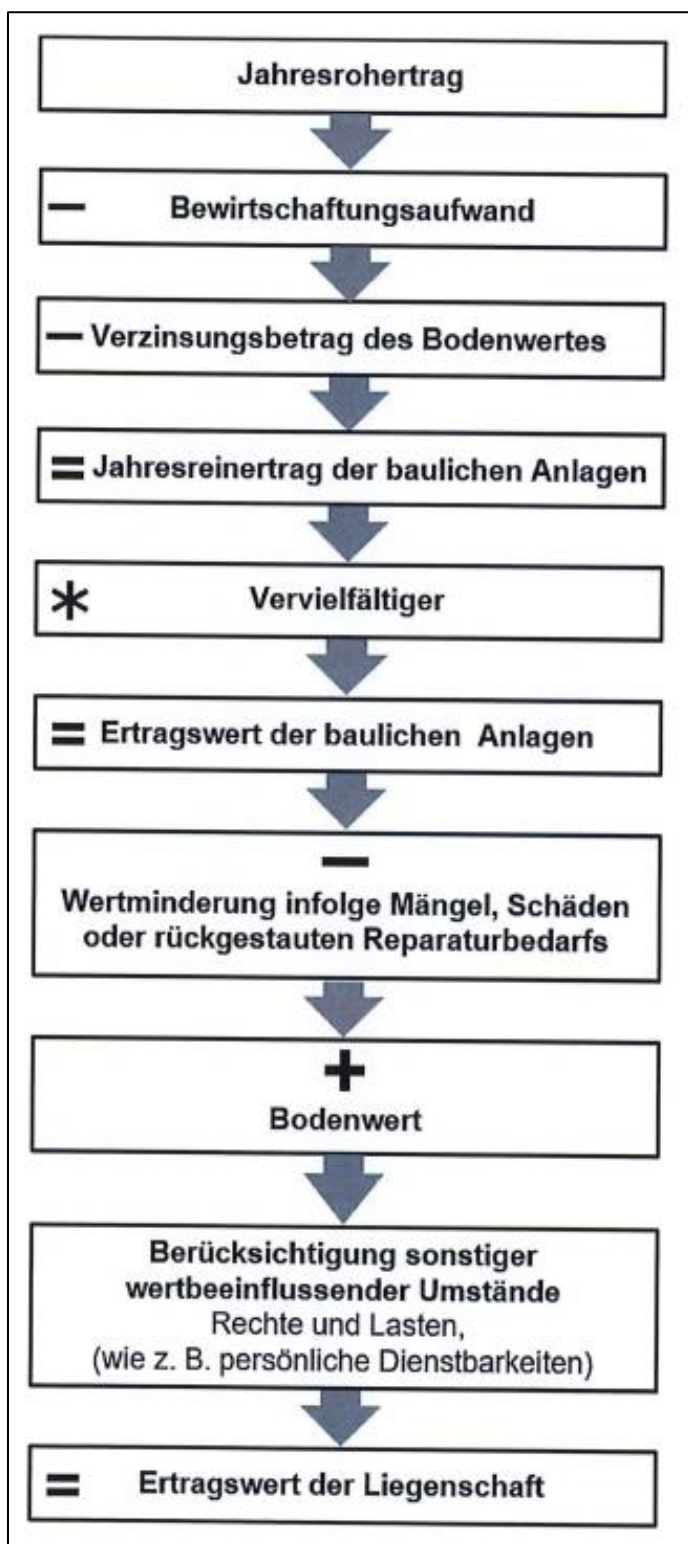 Jahresrohertrag
− Bewirtschaftungsaufwand
− Verzinsungsbetrag des Bodenwertes
= Jahresreinertrag der baulichen Anlagen
* Vervielfältiger
= Ertragswert der baulichen Anlagen
−
Wertminderung infolge Mängel, Schäden
oder rückgestauten Reparaturbedarfs
+
Bodenwert
Berücksichtigung sonstiger
wertbeeinflussender Umstände
Rechte und Lasten,
(wie z. B. persönliche Dienstbarkeiten)
= Ertragswert der Liegenschaft